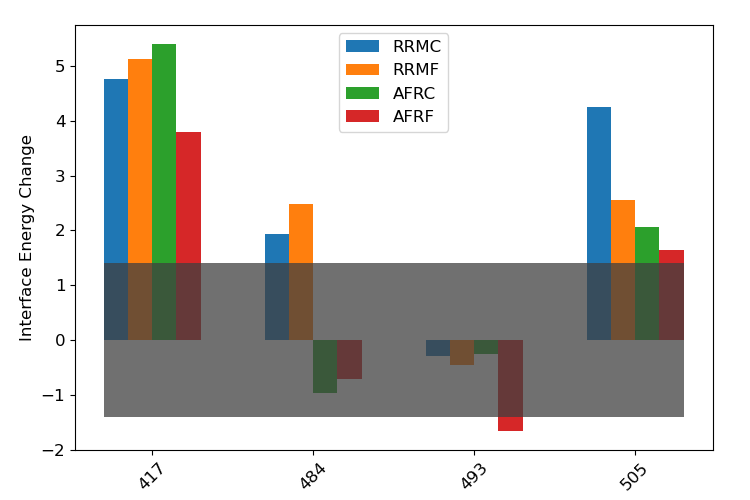 RRMC
RRMF
AFRC
AFRF
Interface Energy Change
5
4
3
2
1
0
−1
−2
417
484
493
505